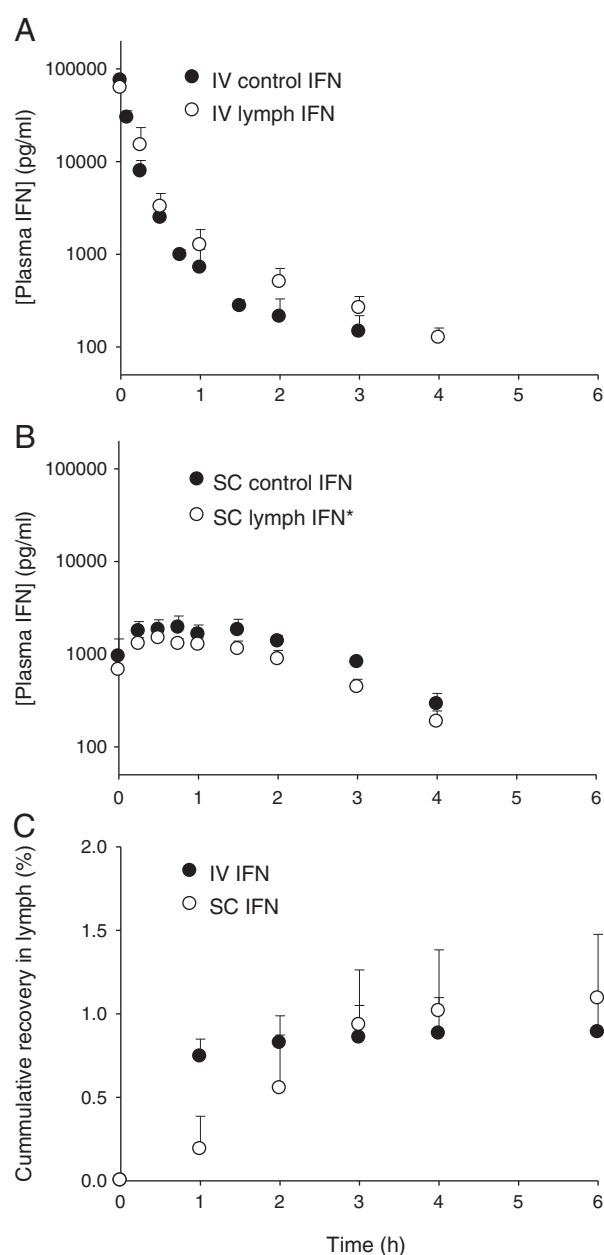 A
[Plasma IFN] (pg/ml)
100000
10000
1000
100
IV control IFN
IV lymph IFN
0 1 2 3 4 5 6
B
[Plasma IFN] (pg/ml)
100000
10000
1000
100
SC control IFN
SC lymph IFN*
0 1 2 3 4 5 6
C
Cummulative recovery in lymph (%)
2.0
1.5
1.0
0.5
0.0
IV IFN
SC IFN
0 1 2 3 4 5 6
Time (h)